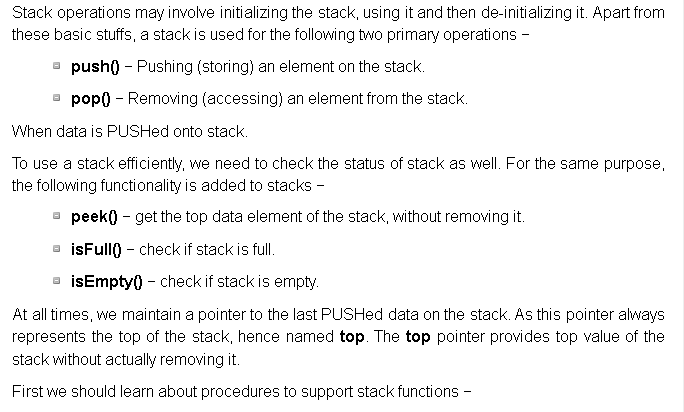 Stack operations may involve initializing the stack, using it and then de-initializing it. Apart from
these basic stuffs, a stack is used for the following two primary operations −
push() − Pushing (storing) an element on the stack.
pop() − Removing (accessing) an element from the stack.
When data is PUSHed onto stack.
To use a stack efficiently, we need to check the status of stack as well. For the same purpose,
the following functionality is added to stacks −
peek() − get the top data element of the stack, without removing it.
isFull() − check if stack is full.
isEmpty() − check if stack is empty.
At all times, we maintain a pointer to the last PUSHed data on the stack. As this pointer always
represents the top of the stack, hence named top. The top pointer provides top value of the
stack without actually removing it.
First we should learn about procedures to support stack functions −